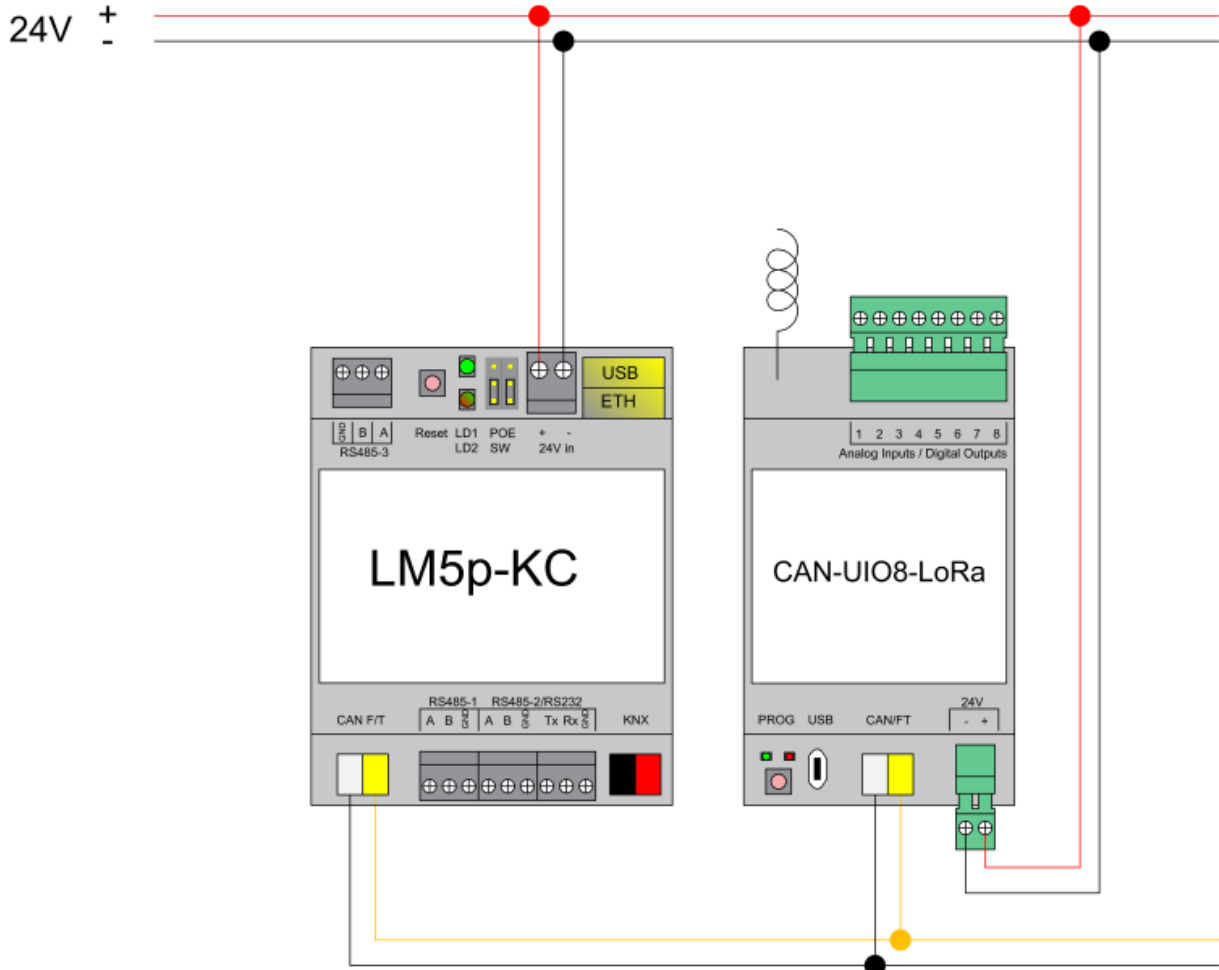 24V + -
USB
ETH
GND B A
RS485-3
Reset LD1 POE + -
LD2 SW 24V in
LM5p-KC
RS485-1 RS485-2/RS232
CAN F/T A B GND A B GND Tx Rx GND KNX
1 2 3 4 5 6 7 8
Analog Inputs / Digital Outputs
CAN-UIO8-LoRa
24V
PROG USB CAN/FT - +